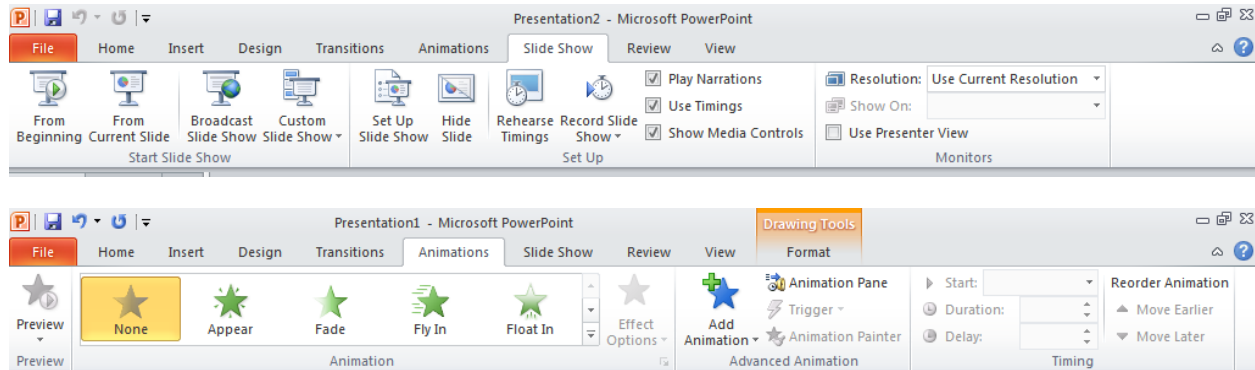 Presentation2 - Microsoft PowerPoint
File Home Insert Design Transitions Animations Slide Show Review View
From Beginning
From Current Slide
Broadcast Slide Show
Custom Slide Show
Set Up Slide Show
Hide Slide
Rehearse Timings
Record Slide Show
Play Narrations
Use Timings
Show Media Controls
Resolution: Use Current Resolution
Show On:
Use Presenter View
Start Slide Show Set Up Monitors
Presentation1 - Microsoft PowerPoint Drawing Tools
File Home Insert Design Transitions Animations Slide Show Review View Format
Preview
None
Appear
Fade
Fly In
Float In
Effect Options
Add Animation
Animation Pane
Trigger
Animation Painter
Start:
Duration:
Delay:
Reorder Animation
Move Earlier
Move Later
Preview Animation Advanced Animation Timing